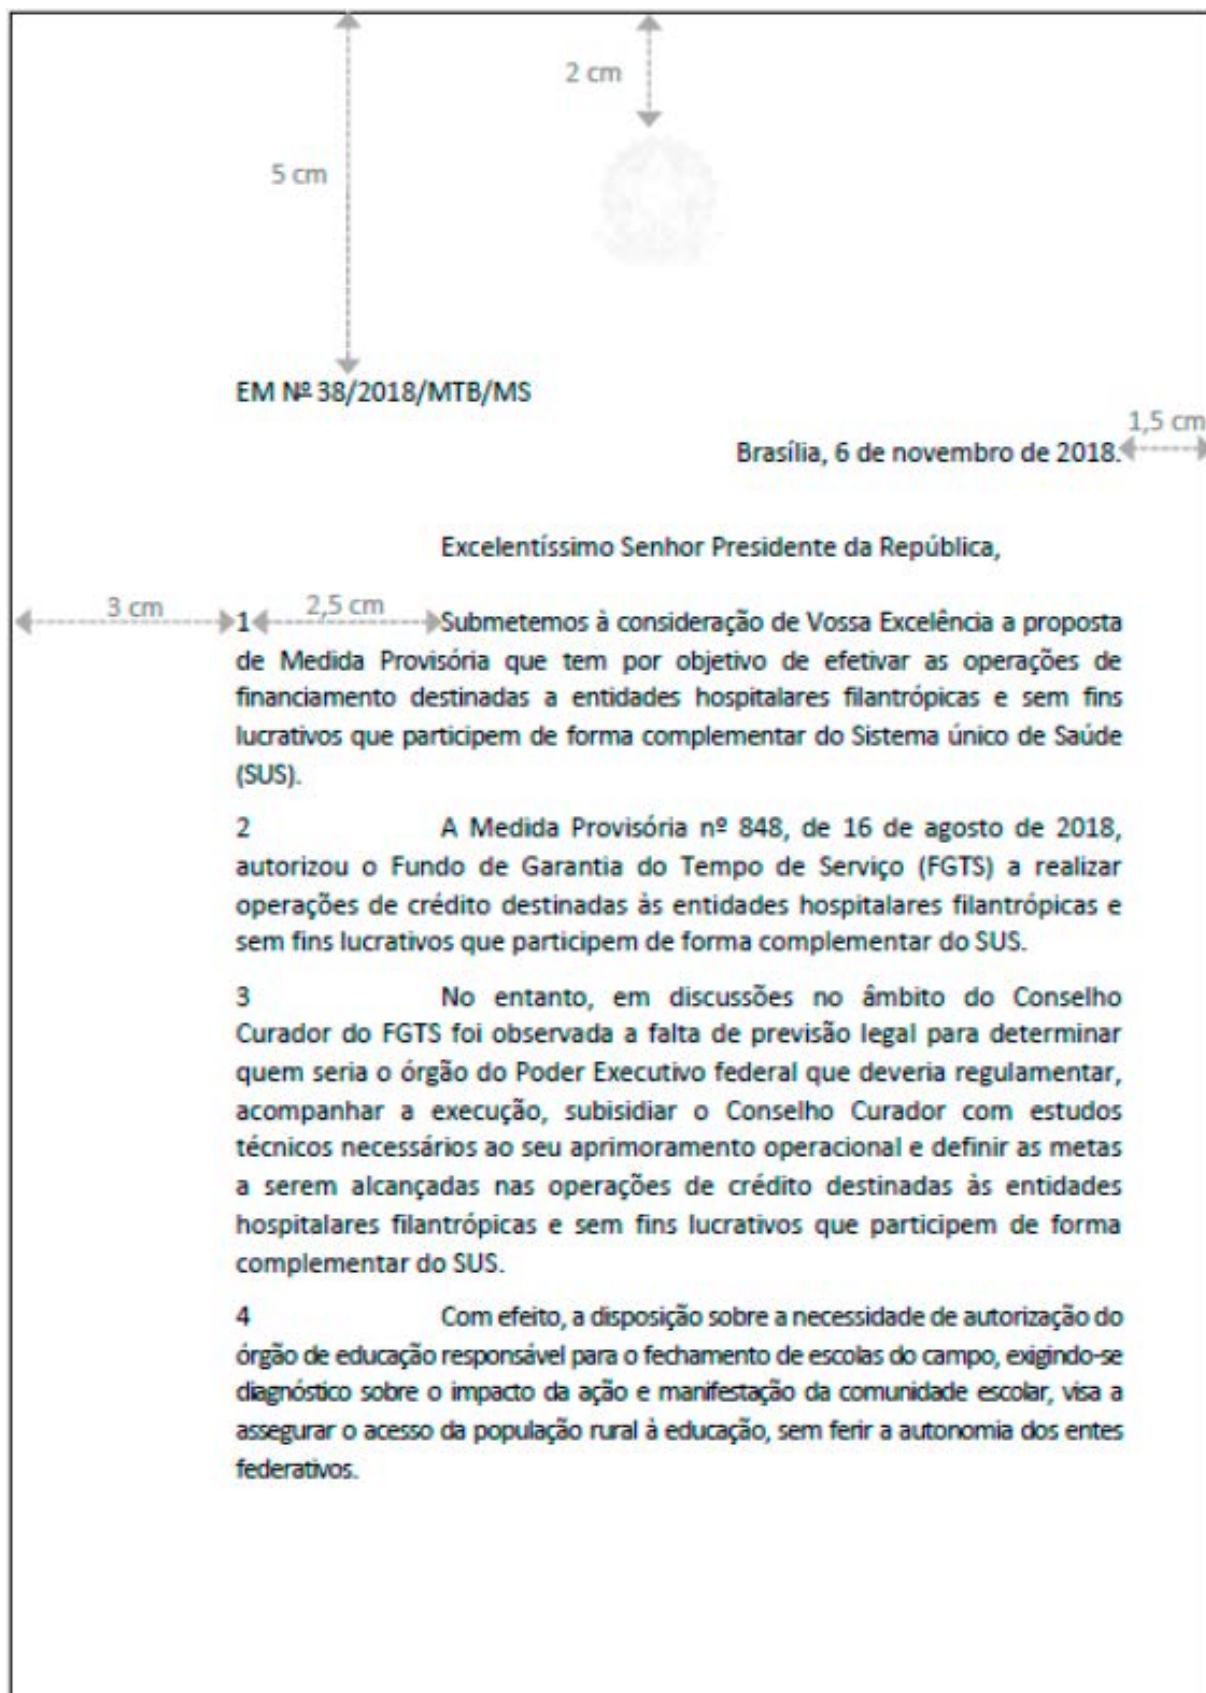 2 cm
5 cm
EM Nº 38/2018/MTB/MS
1,5 cm
Brasília, 6 de novembro de 2018.
Excelentíssimo Senhor Presidente da República,
3 cm 1 2,5 cm Submetemos à consideração de Vossa Excelência a proposta
de Medida Provisória que tem por objetivo de efetivar as operações de
financiamento destinadas a entidades hospitalares filantrópicas e sem fins
lucrativos que participem de forma complementar do Sistema único de Saúde
(SUS).
2 A Medida Provisória nº 848, de 16 de agosto de 2018,
autorizou o Fundo de Garantia do Tempo de Serviço (FGTS) a realizar
operações de crédito destinadas às entidades hospitalares filantrópicas e
sem fins lucrativos que participem de forma complementar do SUS.
3 No entanto, em discussões no âmbito do Conselho
Curador do FGTS foi observada a falta de previsão legal para determinar
quem seria o órgão do Poder Executivo federal que deveria regulamentar,
acompanhar a execução, subisidiar o Conselho Curador com estudos
técnicos necessários ao seu aprimoramento operacional e definir as metas
a serem alcançadas nas operações de crédito destinadas às entidades
hospitalares filantrópicas e sem fins lucrativos que participem de forma
complementar do SUS.
4 Com efeito, a disposição sobre a necessidade de autorização do
órgão de educação responsável para o fechamento de escolas do campo, exigindo-se
diagnóstico sobre o impacto da ação e manifestação da comunidade escolar, visa a
assegurar o acesso da população rural à educação, sem ferir a autonomia dos entes
federativos.